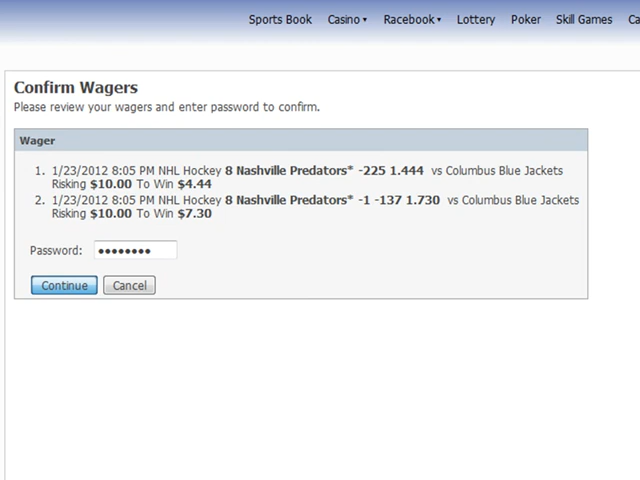 Sports Book Casino▾ Racebook▾ Lottery Poker Skill Games Ca
Confirm Wagers
Please review your wagers and enter password to confirm.
Wager
1. 1/23/2012 8:05 PM NHL Hockey 8 Nashville Predators* -225 1.444 vs Columbus Blue Jackets
Risking $10.00 To Win $4.44
2. 1/23/2012 8:05 PM NHL Hockey 8 Nashville Predators* -1 -137 1.730 vs Columbus Blue Jackets
Risking $10.00 To Win $7.30
Password: ••••••••
Continue Cancel